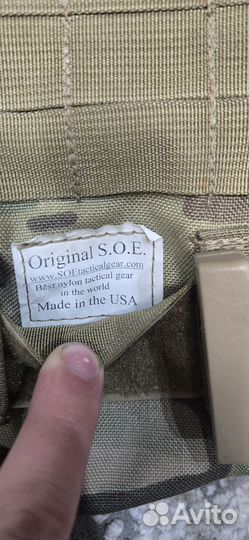 Original S.O.E.
www.SOEtacticalgear.com
Best nylon tactical gear
in the world
Made in the USA
Avito